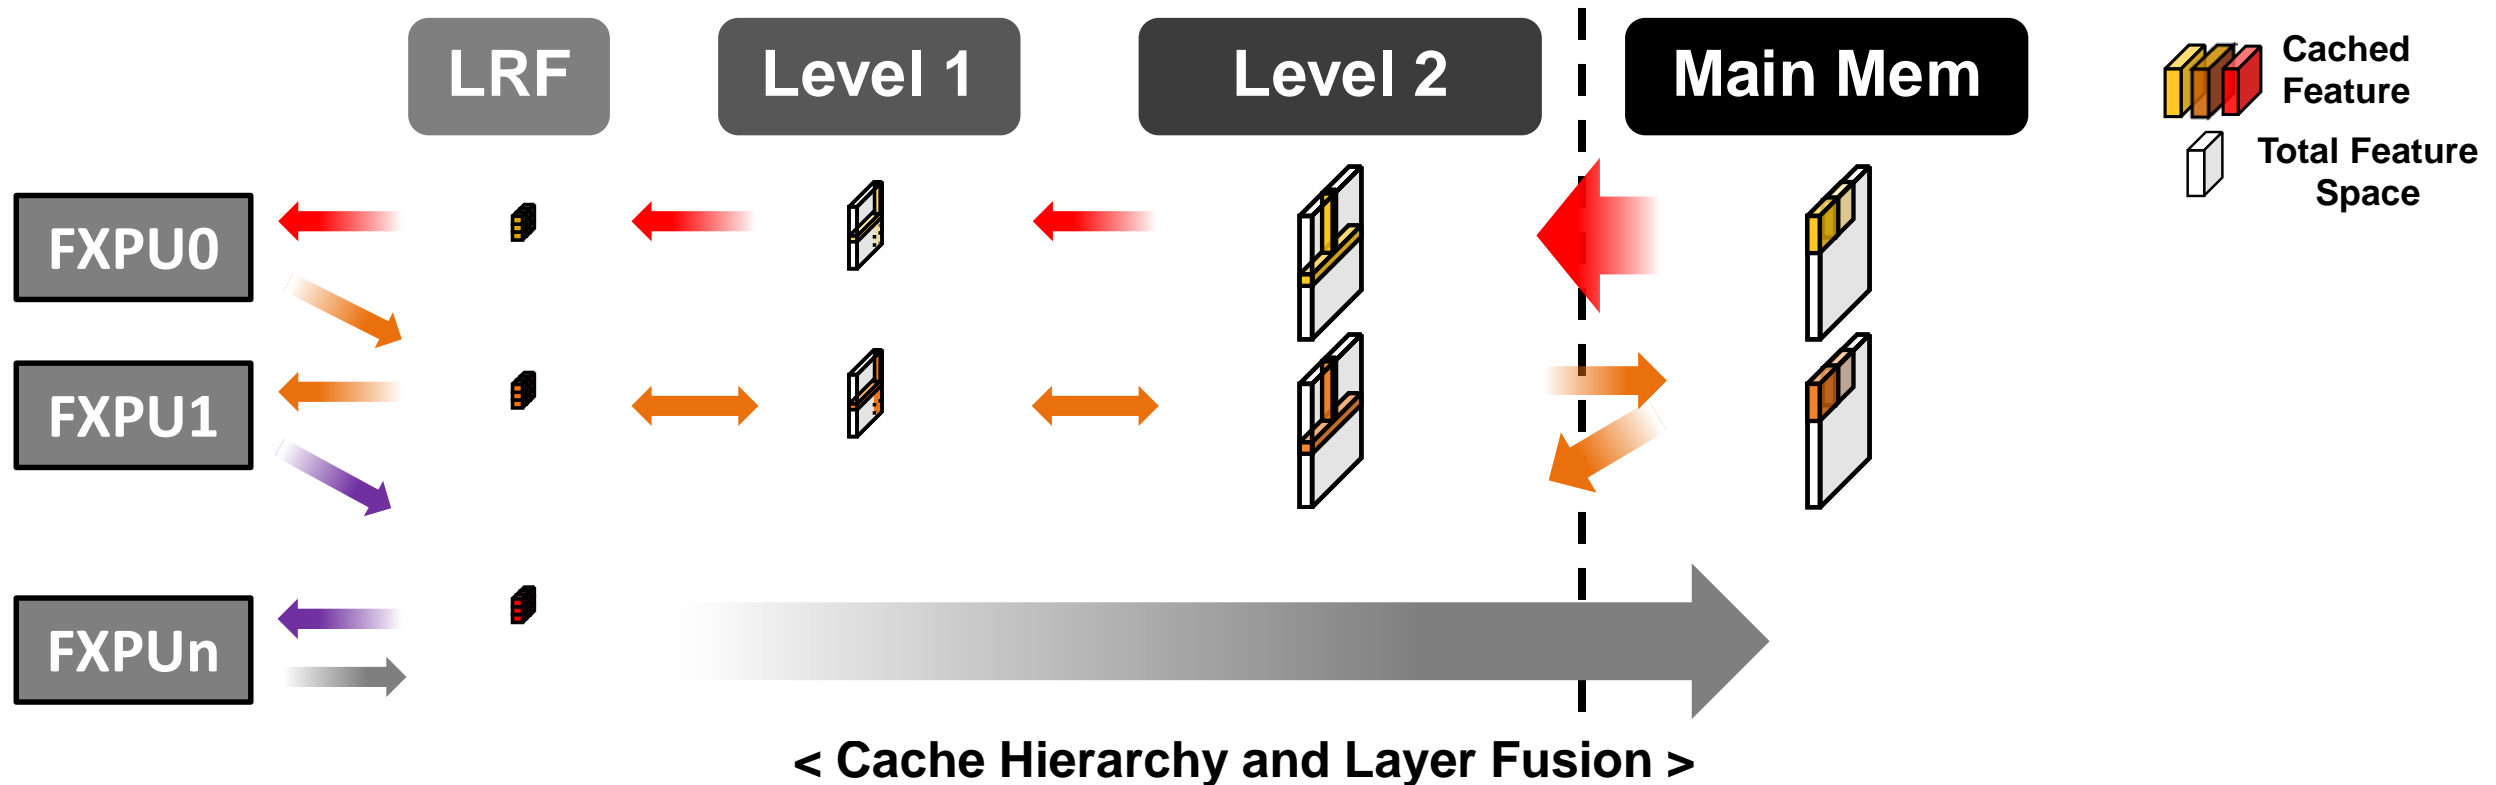 LRF
Level 1
Level 2
Main Mem
Cached
Feature
Total Feature
Space
FXPU0
FXPU1
FXPUn
< Cache Hierarchy and Layer Fusion >